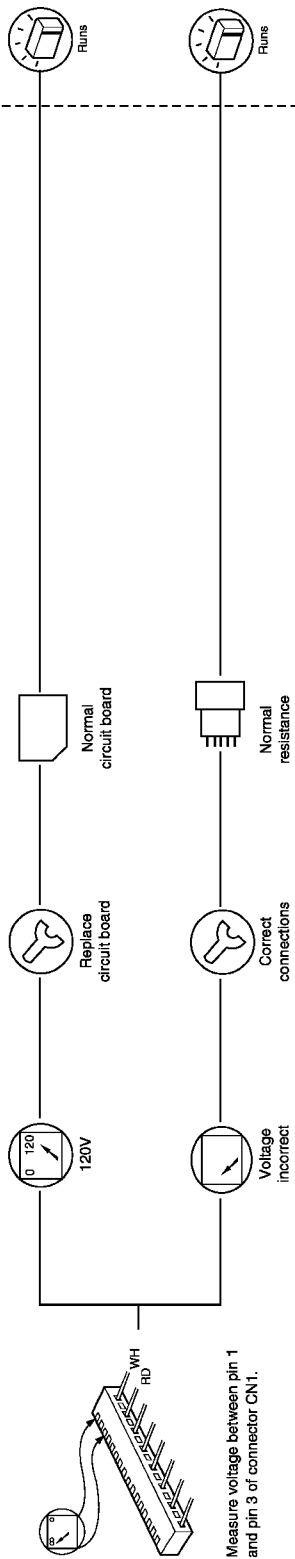 ∞ 0
WH
RD
Measure voltage between pin 1
and pin 3 of connector CN1.
0 120
120V
Replace
circuit board
Normal
circuit board
Runs
Voltage
incorrect
Correct
connections
Normal
resistance
Runs